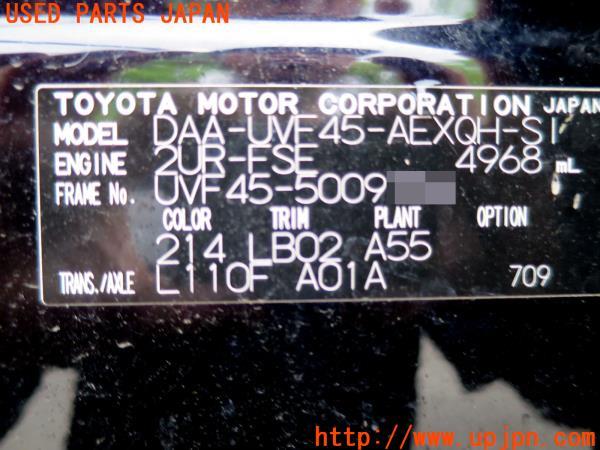 USED PARTS JAPAN
TOYOTA MOTOR CORPORATION JAPAN
MODEL DAA-UVF45-AEXQH-SI
ENGINE 2UR-FSE 4968 mL
FRAME No. UVF45-5009
COLOR TRIM PLANT OPTION
214 LB02 A55
TRANS./AXLE L110F A01A 709
http://www.upjpn.com